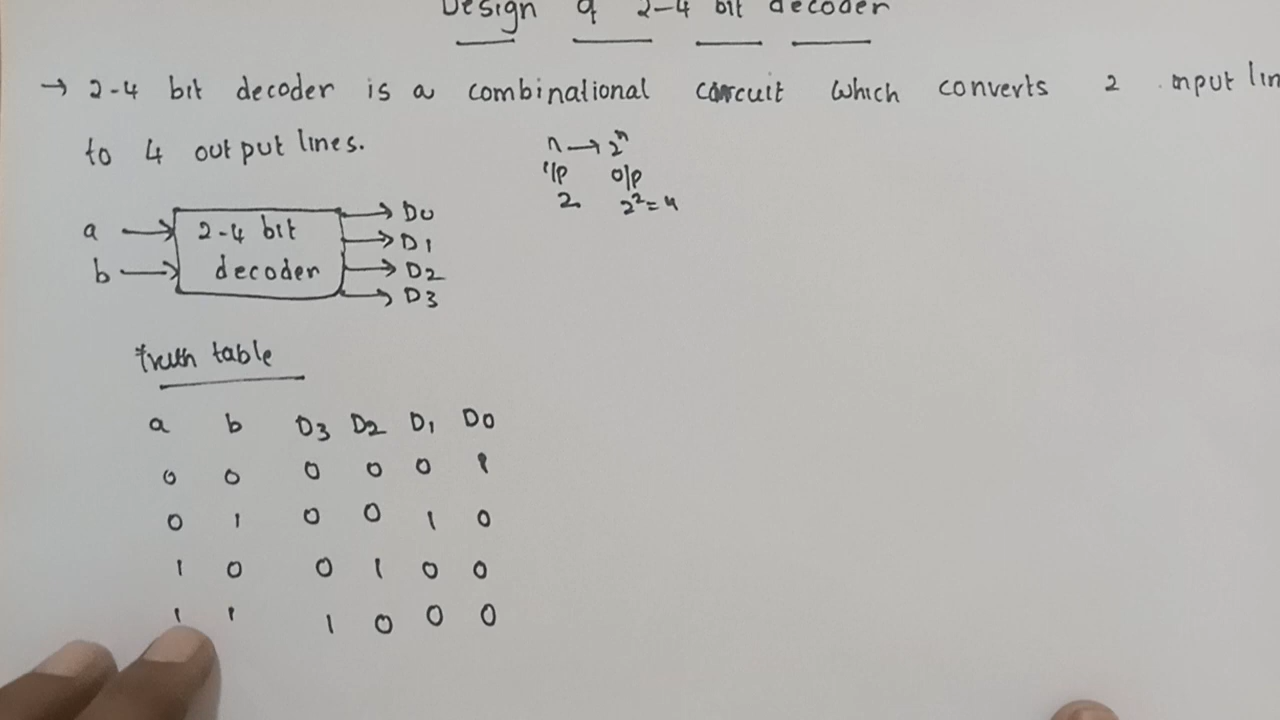 Design of 2-4 bit decoder
→ 2-4 bit decoder is a combinational circuit which converts 2 input lin
to 4 output lines.
n → 2ⁿ
i/p o/p
2 2²=4
a
b
2-4 bit
decoder
D0
D1
D2
D3
truth table
a b D3 D2 D1 D0
0 0 0 0 0 1
0 1 0 0 1 0
1 0 0 1 0 0
1 1 1 0 0 0